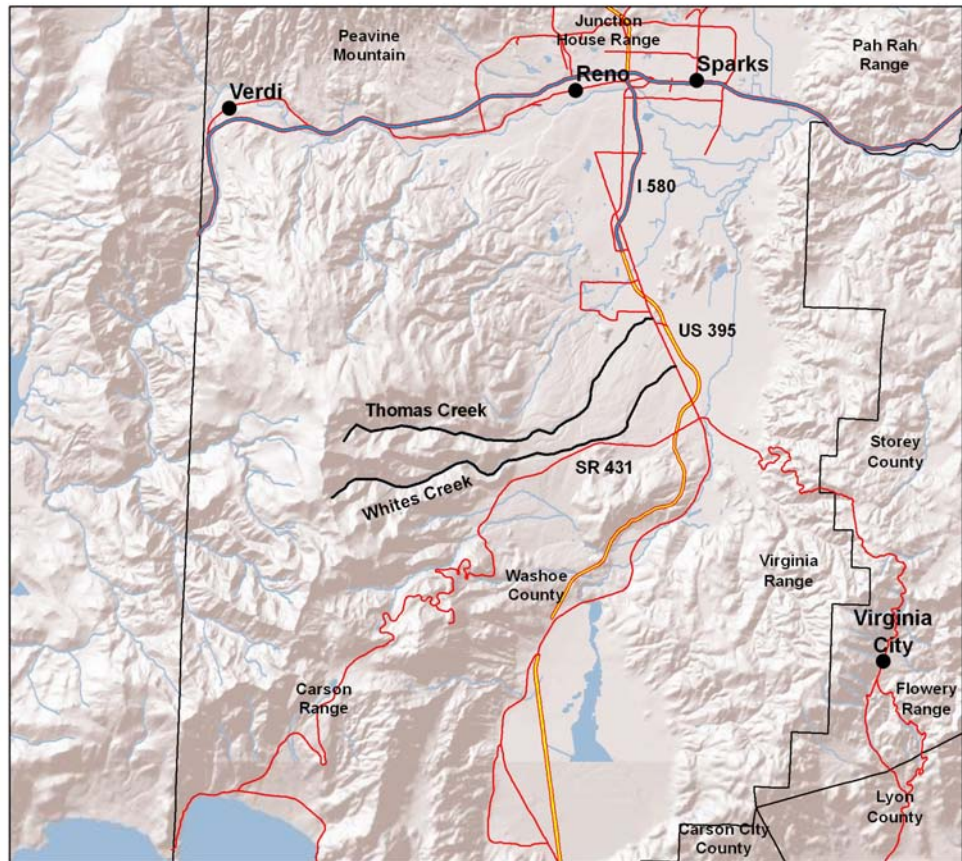 Junction
House Range
Peavine
Mountain
Pah Rah
Range
Sparks
Reno
Verdi
I 580
US 395
Thomas Creek
Storey
County
SR 431
Whites Creek
Washoe
County
Virginia
Range
Virginia
City
Carson
Range
Flowery
Range
Lyon
County
Carson City
County